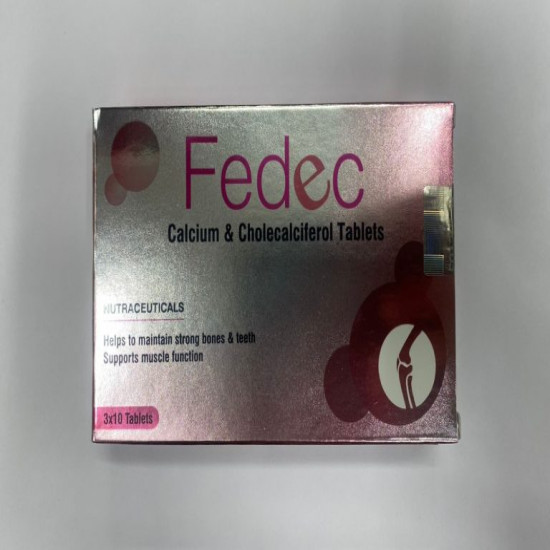 Fedec
Calcium & Cholecalciferol Tablets
NUTRACEUTICALS
Helps to maintain strong bones & teeth
Supports muscle function
3x10 Tablets